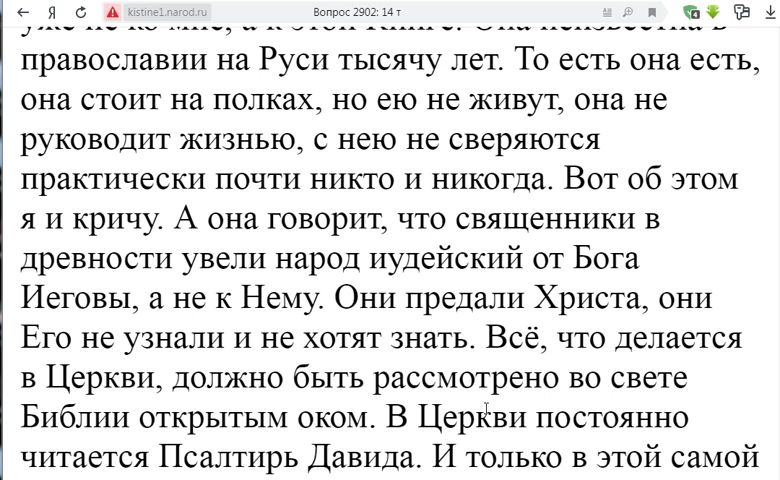 kistine1.narod.ru
Вопрос 2902: 14 т
4
православии на Руси тысячу лет. То есть она есть,
она стоит на полках, но ею не живут, она не
руководит жизнью, с нею не сверяются
практически почти никто и никогда. Вот об этом
я и кричу. А она говорит, что священники в
древности увели народ иудейский от Бога
Иеговы, а не к Нему. Они предали Христа, они
Его не узнали и не хотят знать. Всё, что делается
в Церкви, должно быть рассмотрено во свете
Библии открытым оком. В Церкви постоянно
читается Псалтирь Давида. И только в этой самой